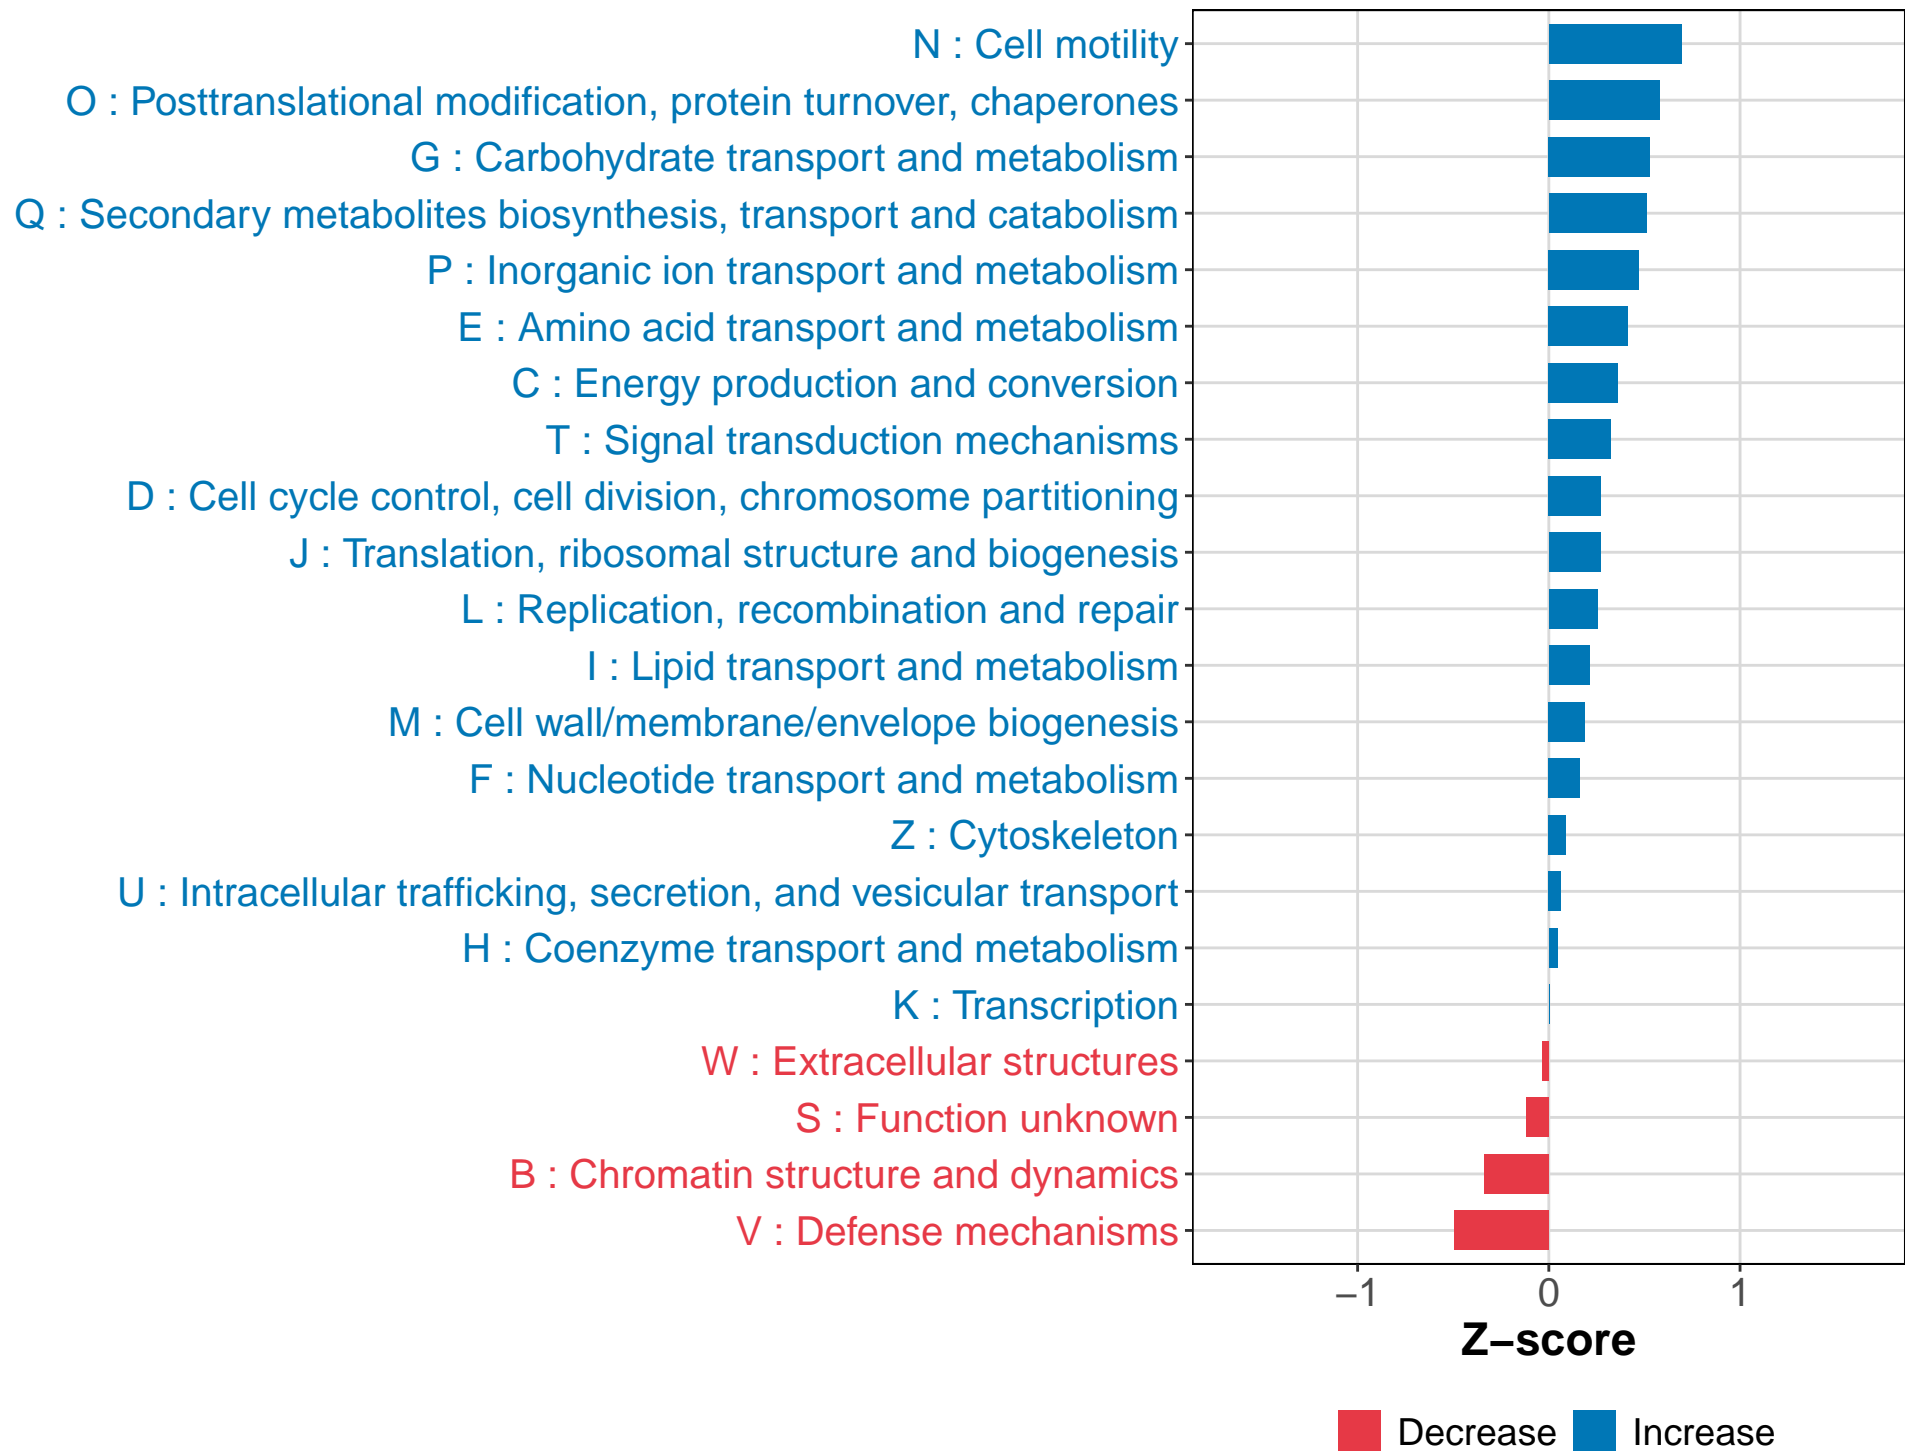 N : Cell motility
O : Posttranslational modification, protein turnover, chaperones
G : Carbohydrate transport and metabolism
Q : Secondary metabolites biosynthesis, transport and catabolism
P : Inorganic ion transport and metabolism
E : Amino acid transport and metabolism
C : Energy production and conversion
T : Signal transduction mechanisms
D : Cell cycle control, cell division, chromosome partitioning
J : Translation, ribosomal structure and biogenesis
L : Replication, recombination and repair
I : Lipid transport and metabolism
M : Cell wall/membrane/envelope biogenesis
F : Nucleotide transport and metabolism
Z : Cytoskeleton
U : Intracellular trafficking, secretion, and vesicular transport
H : Coenzyme transport and metabolism
K : Transcription
W : Extracellular structures
S : Function unknown
B : Chromatin structure and dynamics
V : Defense mechanisms
−1 0 1
Z−score
Decrease Increase